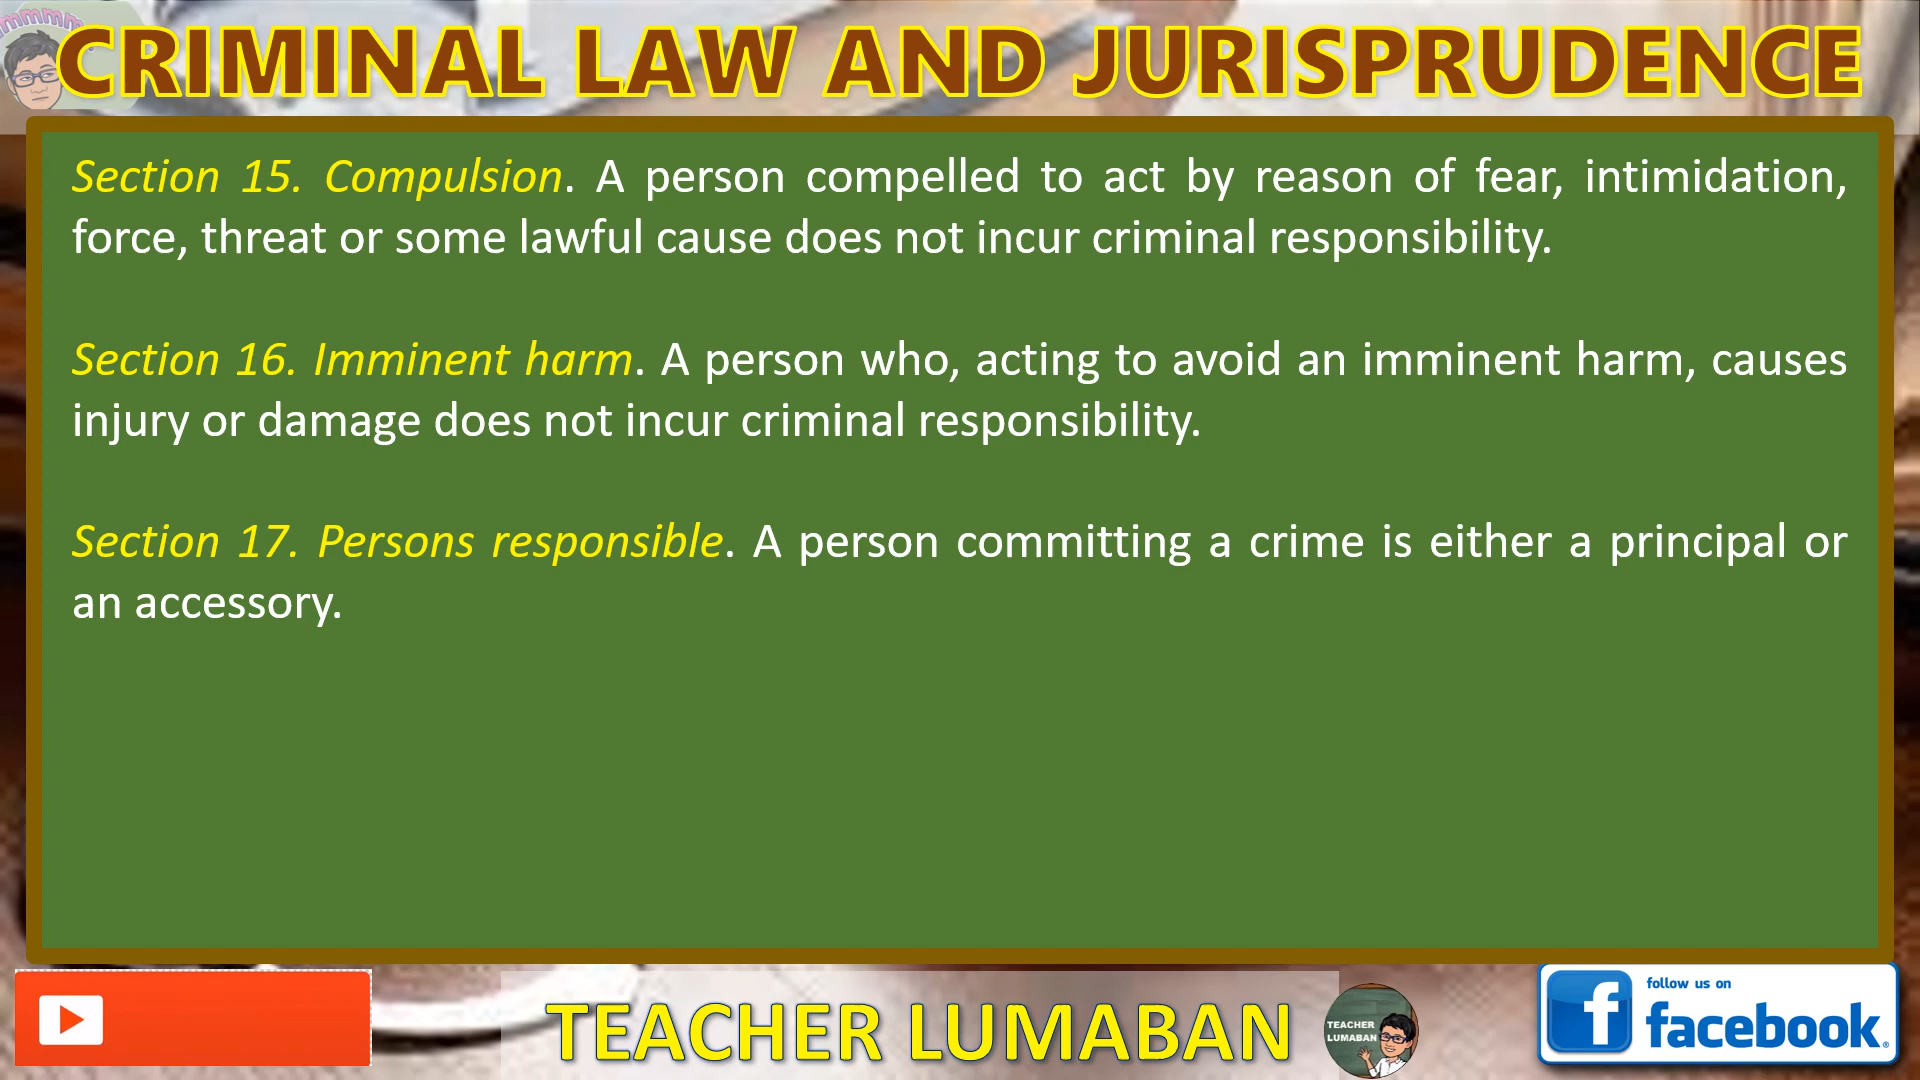 mmmm
CRIMINAL LAW AND JURISPRUDENCE
Section 15. Compulsion. A person compelled to act by reason of fear, intimidation,
force, threat or some lawful cause does not incur criminal responsibility.
Section 16. Imminent harm. A person who, acting to avoid an imminent harm, causes
injury or damage does not incur criminal responsibility.
Section 17. Persons responsible. A person committing a crime is either a principal or
an accessory.
TEACHER LUMABAN
TEACHER
LUMABAN
follow us on
facebook